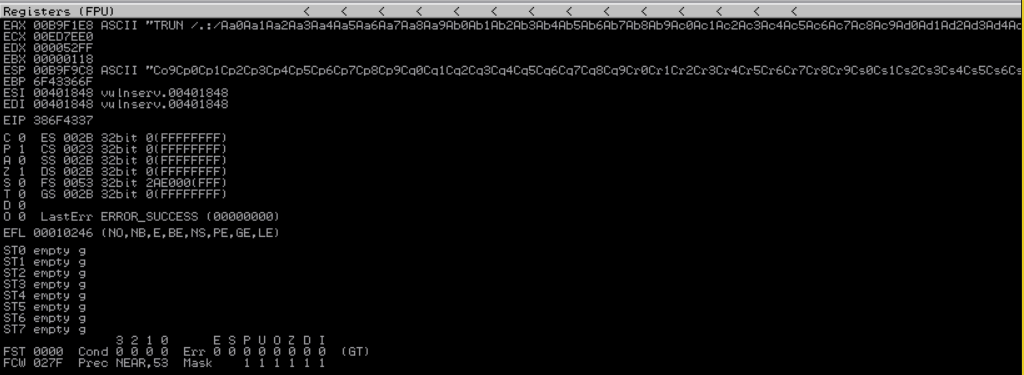 Registers (FPU) < < < < < < < < < < < < < <
EAX 00B9F1E8 ASCII "TRUN /.:/Aa0Aa1Aa2Aa3Aa4Aa5Aa6Aa7Aa8Aa9Ab0Ab1Ab2Ab3Ab4Ab5Ab6Ab7Ab8Ab9Ac0Ac1Ac2Ac3Ac4Ac5Ac6Ac7Ac8Ac9Ad0Ad1Ad2Ad3Ad4Ad
ECX 00ED7EE0
EDX 000052FF
EBX 00000118
ESP 00B9F9C8 ASCII "Co9Cp0Cp1Cp2Cp3Cp4Cp5Cp6Cp7Cp8Cp9Cq0Cq1Cq2Cq3Cq4Cq5Cq6Cq7Cq8Cq9Cr0Cr1Cr2Cr3Cr4Cr5Cr6Cr7Cr8Cr9Cs0Cs1Cs2Cs3Cs4Cs5Cs6Cs
EBP 6F43366F
ESI 00401848 vulnserv.00401848
EDI 00401848 vulnserv.00401848
EIP 386F4337
C 0 ES 002B 32bit 0(FFFFFFFF)
P 1 CS 0023 32bit 0(FFFFFFFF)
A 0 SS 002B 32bit 0(FFFFFFFF)
Z 1 DS 002B 32bit 0(FFFFFFFF)
S 0 FS 0053 32bit 2AE000(FFF)
T 0 GS 002B 32bit 0(FFFFFFFF)
D 0
O 0 LastErr ERROR_SUCCESS (00000000)
EFL 00010246 (NO,NB,E,BE,NS,PE,GE,LE)
ST0 empty g
ST1 empty g
ST2 empty g
ST3 empty g
ST4 empty g
ST5 empty g
ST6 empty g
ST7 empty g
3 2 1 0 E S P U O Z D I
FST 0000 Cond 0 0 0 0 Err 0 0 0 0 0 0 0 0 (GT)
FCW 027F Prec NEAR,53 Mask 1 1 1 1 1 1